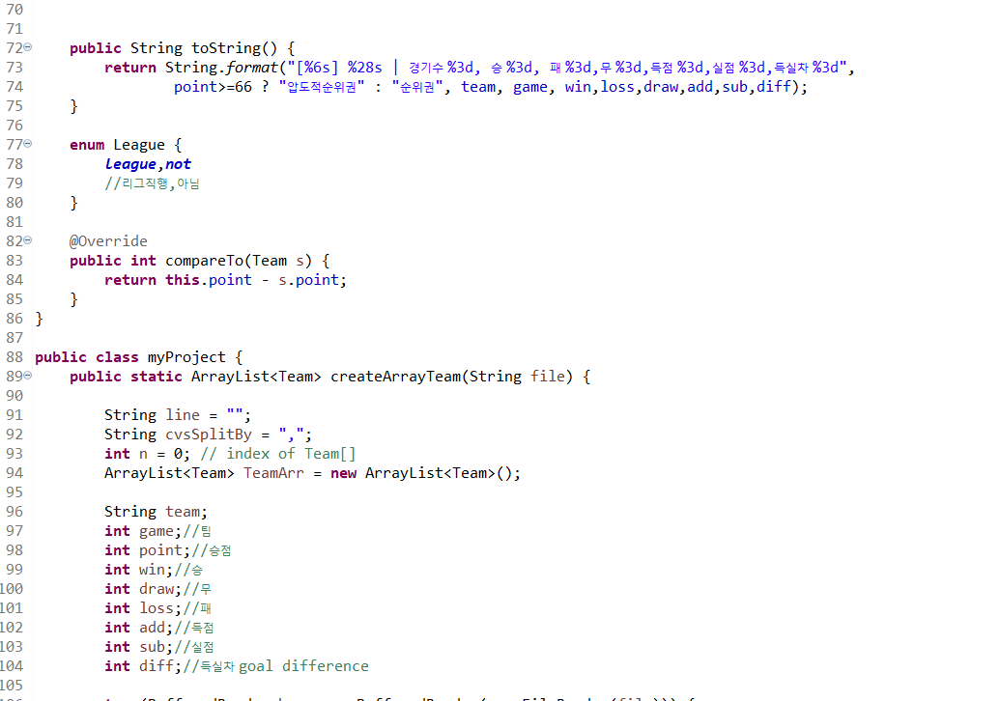 70
71
72 public String toString() {
73 return String.format("[%6s] %28s | 경기수 %3d, 승 %3d, 패 %3d,무 %3d,득점 %3d,실점 %3d,득실차 %3d",
74 point>=66 ? "압도적순위권" : "순위권", team, game, win,loss,draw,add,sub,diff);
75 }
76
77 enum League {
78 league,not
79 //리그직행,아님
80 }
81
82 @Override
83 public int compareTo(Team s) {
84 return this.point - s.point;
85 }
86 }
87
88 public class myProject {
89 public static ArrayList<Team> createArrayTeam(String file) {
90
91 String line = "";
92 String cvsSplitBy = ",";
93 int n = 0; // index of Team[]
94 ArrayList<Team> TeamArr = new ArrayList<Team>();
95
96 String team;
97 int game;//팀
98 int point;//승점
99 int win;//승
100 int draw;//무
101 int loss;//패
102 int add;//득점
103 int sub;//실점
104 int diff;//득실차 goal difference
105